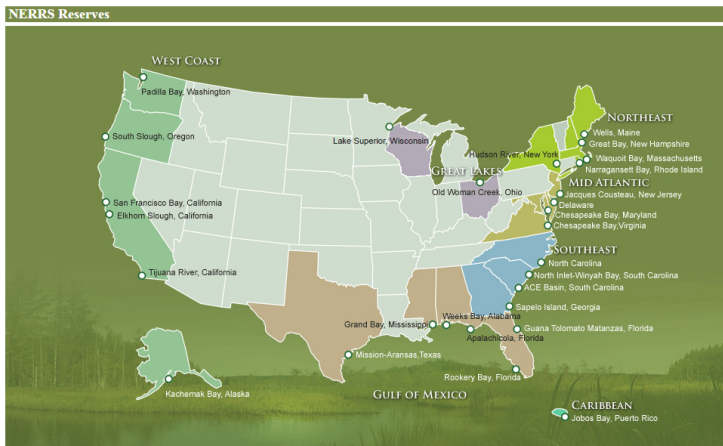 NERRS Reserves
WEST COAST
Padilla Bay, Washington
South Slough, Oregon
San Francisco Bay, California
Elkhorn Slough, California
Tijuana River, California
Kachemak Bay, Alaska
Lake Superior, Wisconsin
GREAT LAKES
Old Woman Creek, Ohio
NORTHEAST
Wells, Maine
Great Bay, New Hampshire
Hudson River, New York
Waquoit Bay, Massachusetts
Narragansett Bay, Rhode Island
MID ATLANTIC
Jacques Cousteau, New Jersey
Delaware
Chesapeake Bay, Maryland
Chesapeake Bay,Virginia
SOUTHEAST
North Carolina
North Inlet-Winyah Bay, South Carolina
ACE Basin, South Carolina
Sapelo Island, Georgia
Guana Tolomato Matanzas, Florida
Grand Bay, Mississippi
Weeks Bay, Alabama
Apalachicola, Florida
Mission-Aransas,Texas
Rookery Bay, Florida
GULF OF MEXICO
CARIBBEAN
Jobos Bay, Puerto Rico